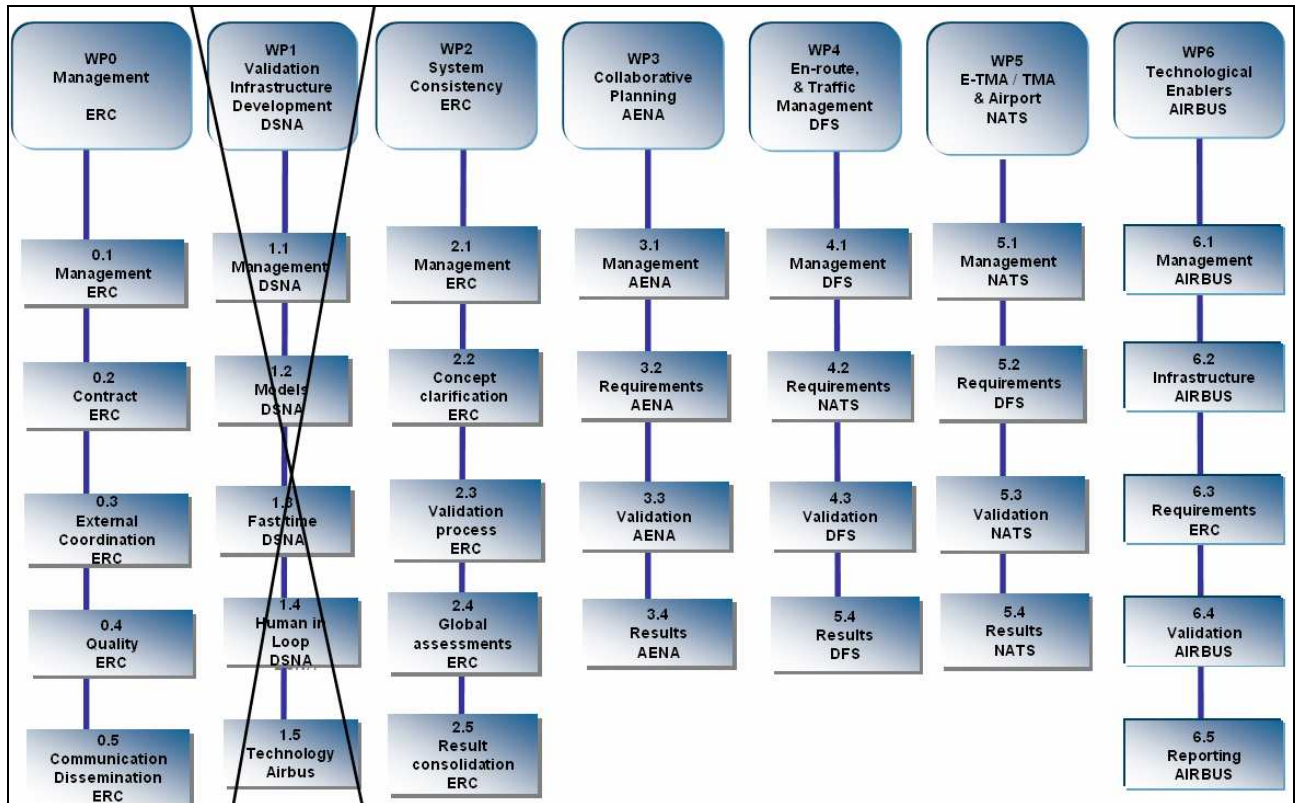 WP0
Management
ERC
WP1
Validation
Infrastructure
Development
DSNA
WP2
System
Consistency
ERC
WP3
Collaborative
Planning
AENA
WP4
En-route,
& Traffic
Management
DFS
WP5
E-TMA / TMA
& Airport
NATS
WP6
Technological
Enablers
AIRBUS
0.1
Management
ERC
1.1
Management
DSNA
2.1
Management
ERC
3.1
Management
AENA
4.1
Management
DFS
5.1
Management
NATS
6.1
Management
AIRBUS
0.2
Contract
ERC
1.2
Models
DSNA
2.2
Concept
clarification
ERC
3.2
Requirements
AENA
4.2
Requirements
NATS
5.2
Requirements
DFS
6.2
Infrastructure
AIRBUS
0.3
External
Coordination
ERC
1.3
Fast time
DSNA
2.3
Validation
process
ERC
3.3
Validation
AENA
4.3
Validation
DFS
5.3
Validation
NATS
6.3
Requirements
ERC
0.4
Quality
ERC
1.4
Human in
Loop
DSNA
2.4
Global
assessments
ERC
3.4
Results
AENA
5.4
Results
DFS
5.4
Results
NATS
6.4
Validation
AIRBUS
0.5
Communication
Dissemination
ERC
1.5
Technology
Airbus
2.5
Result
consolidation
ERC
6.5
Reporting
AIRBUS